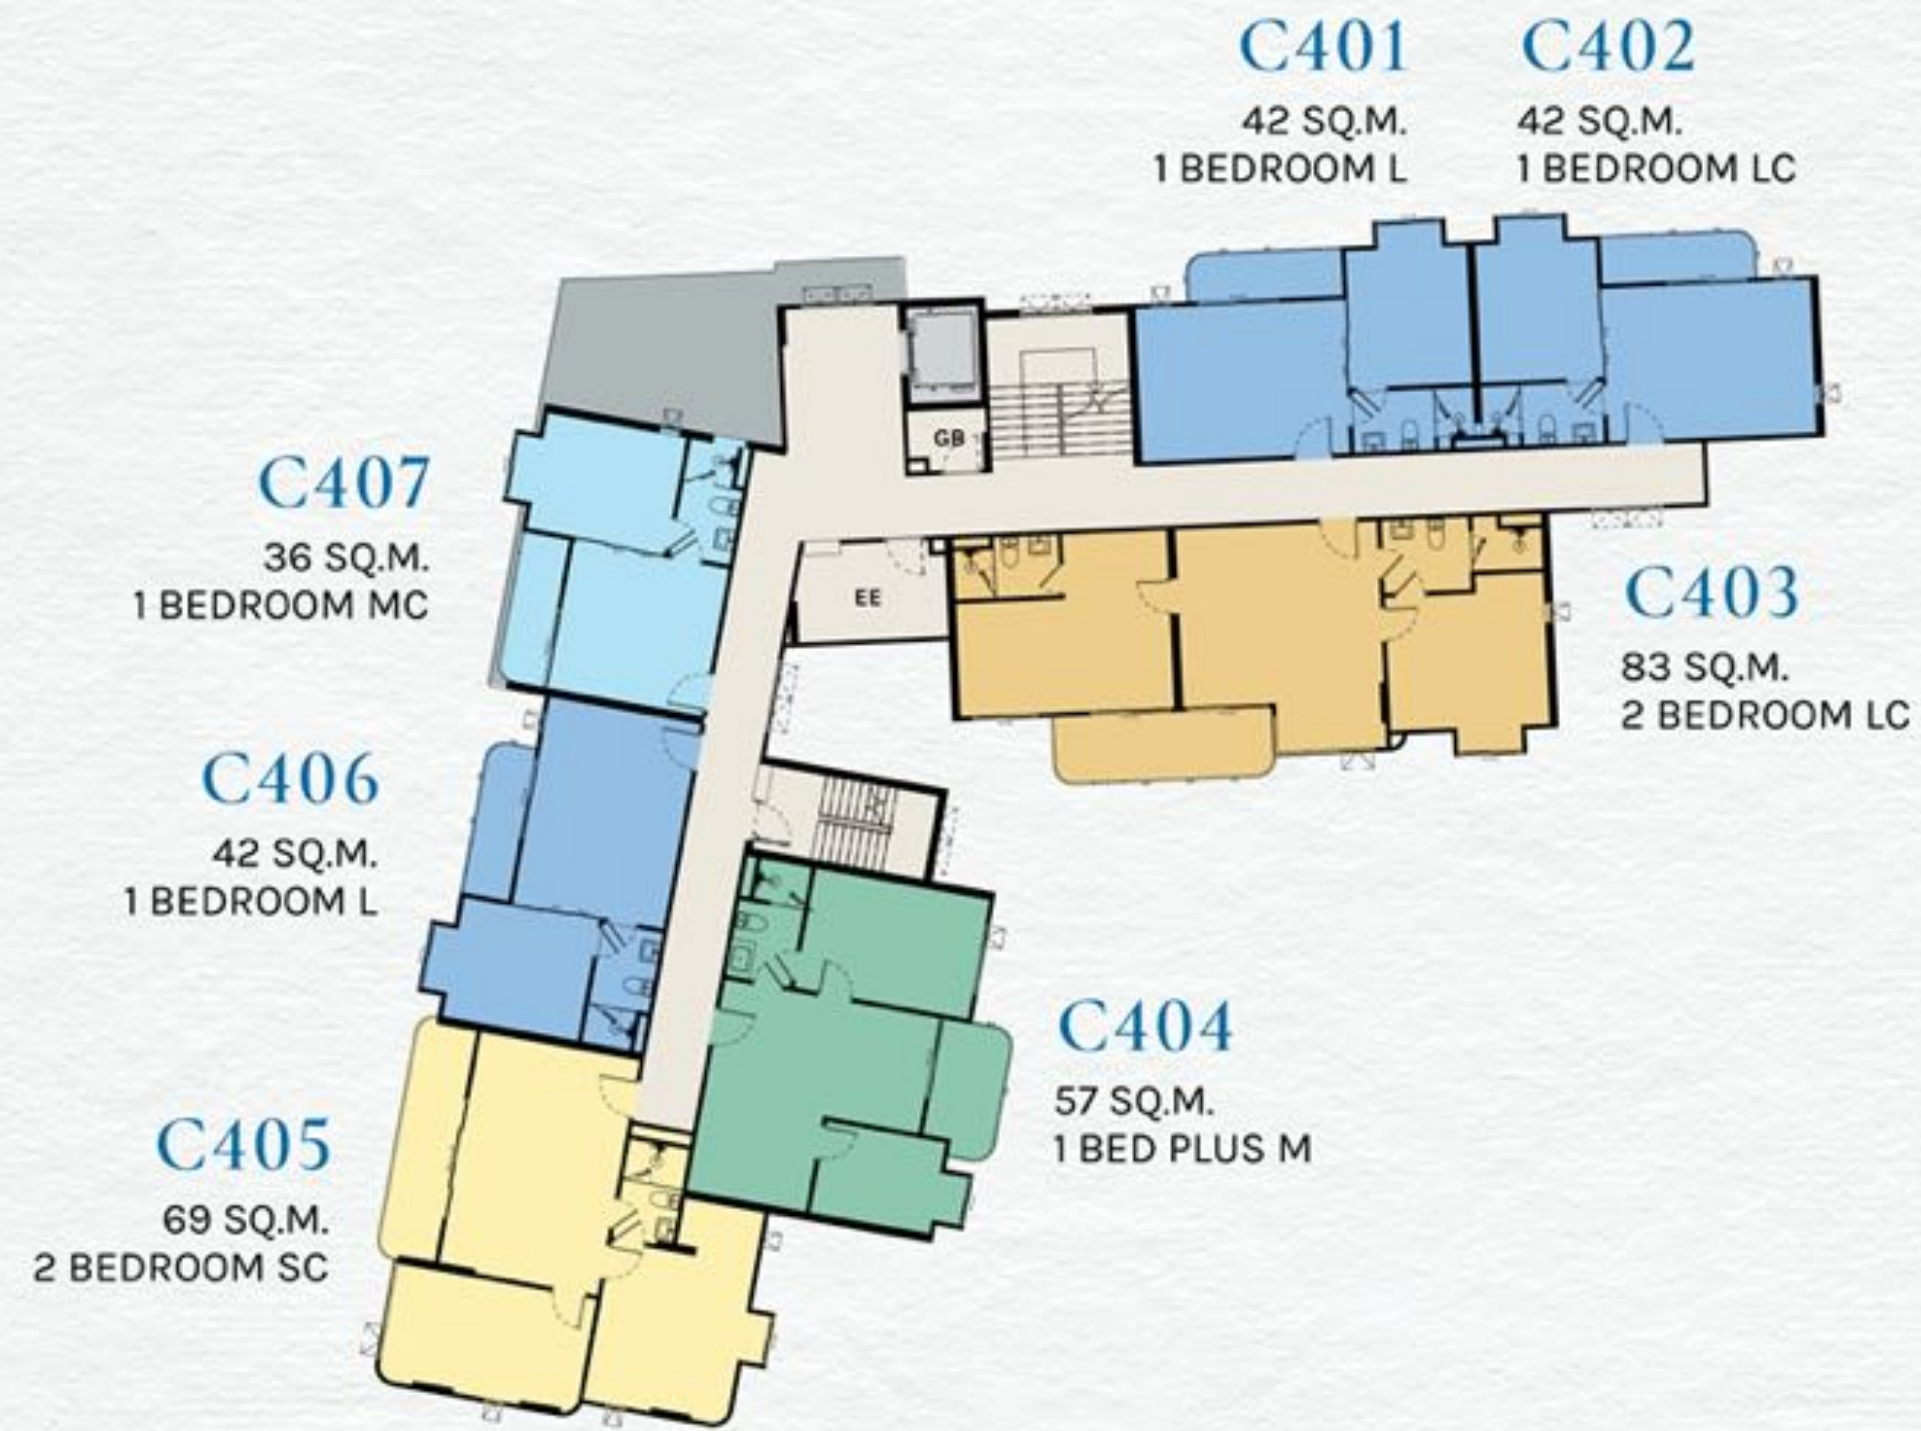 C401
42 SQ.M.
1 BEDROOM L
C402
42 SQ.M.
1 BEDROOM LC
GB
C407
36 SQ.M.
1 BEDROOM MC
EE
C403
83 SQ.M.
2 BEDROOM LC
C406
42 SQ.M.
1 BEDROOM L
C404
57 SQ.M.
1 BED PLUS M
C405
69 SQ.M.
2 BEDROOM SC